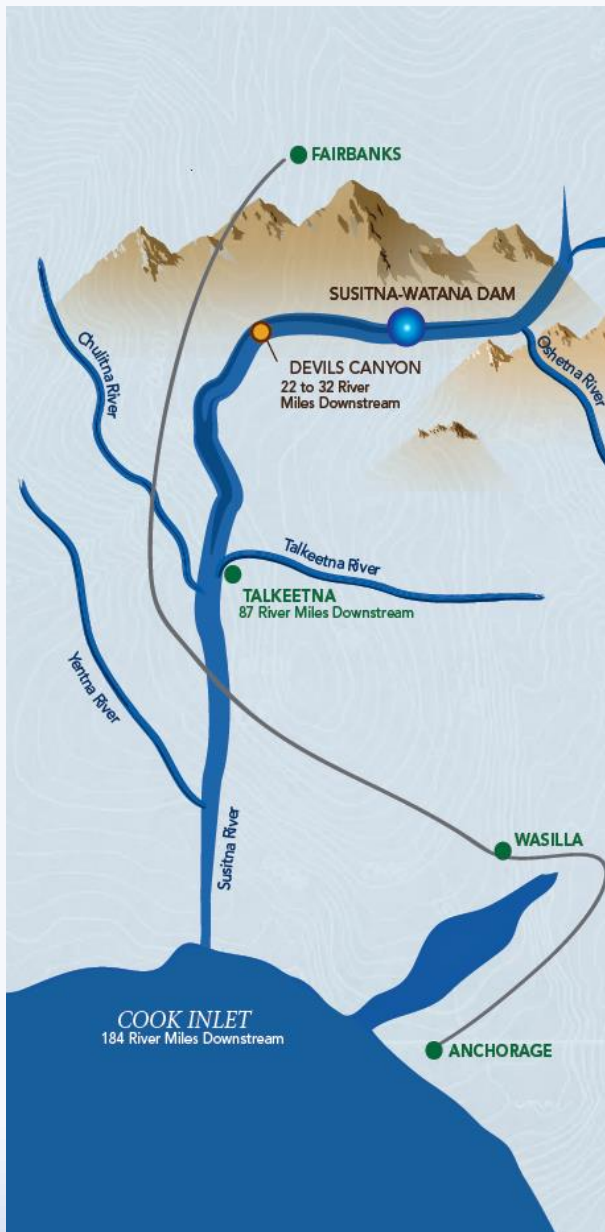 FAIRBANKS
SUSITNA-WATANA DAM
Chulitna River
Oshetna River
DEVILS CANYON
22 to 32 River
Miles Downstream
Talkeetna River
TALKEETNA
87 River Miles Downstream
Yentna River
Susitna River
WASILLA
COOK INLET
184 River Miles Downstream
ANCHORAGE